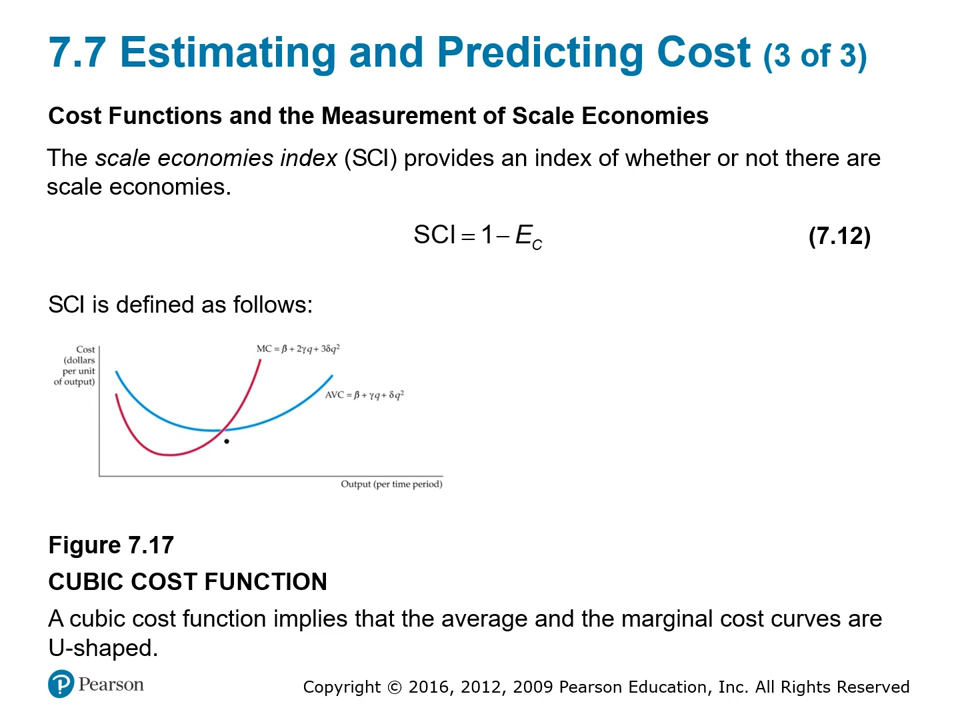 7.7 Estimating and Predicting Cost (3 of 3)
Cost Functions and the Measurement of Scale Economies
The scale economies index (SCI) provides an index of whether or not there are
scale economies.
SCI = 1 − E_C (7.12)
SCI is defined as follows:
Cost
(dollars
per unit
of output)
MC = β + 2γq + 3δq²
AVC = β + γq + δq²
Output (per time period)
Figure 7.17
CUBIC COST FUNCTION
A cubic cost function implies that the average and the marginal cost curves are
U-shaped.
Pearson
Copyright © 2016, 2012, 2009 Pearson Education, Inc. All Rights Reserved